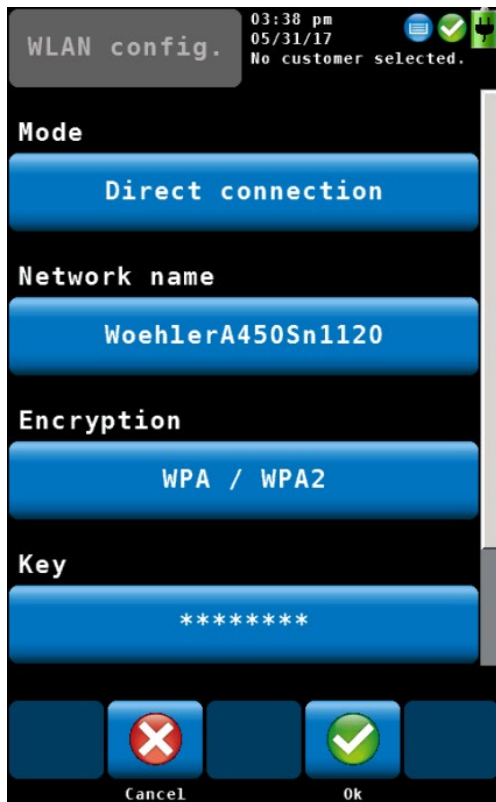 WLAN config.
03:38 pm
05/31/17
No customer selected.
Mode
Direct connection
Network name
WoehlerA450Sn1120
Encryption
WPA / WPA2
Key
********
Cancel
Ok